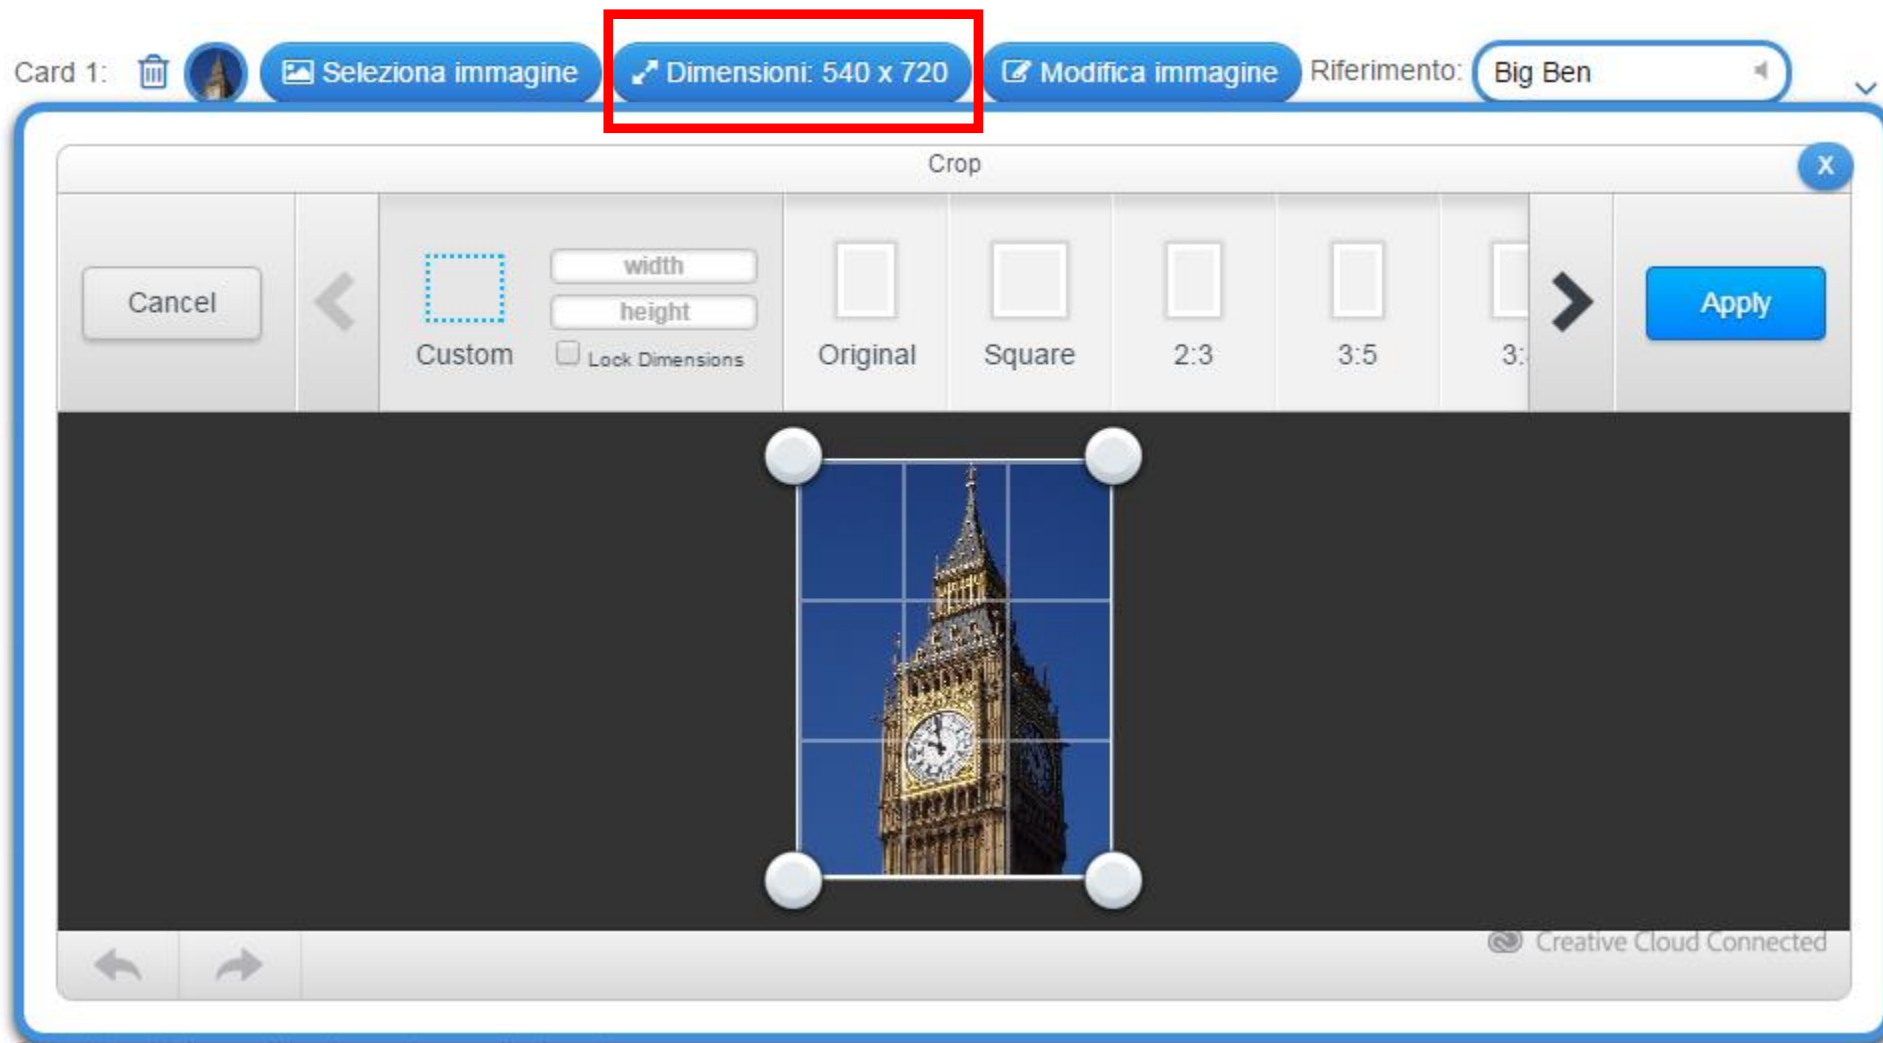 Card 1: Seleziona immagine Dimensioni: 540 x 720 Modifica immagine Riferimento: Big Ben
Crop
X
Cancel
width
height
Custom
Lock Dimensions
Original
Square
2:3
3:5
3:
Apply
Creative Cloud Connected